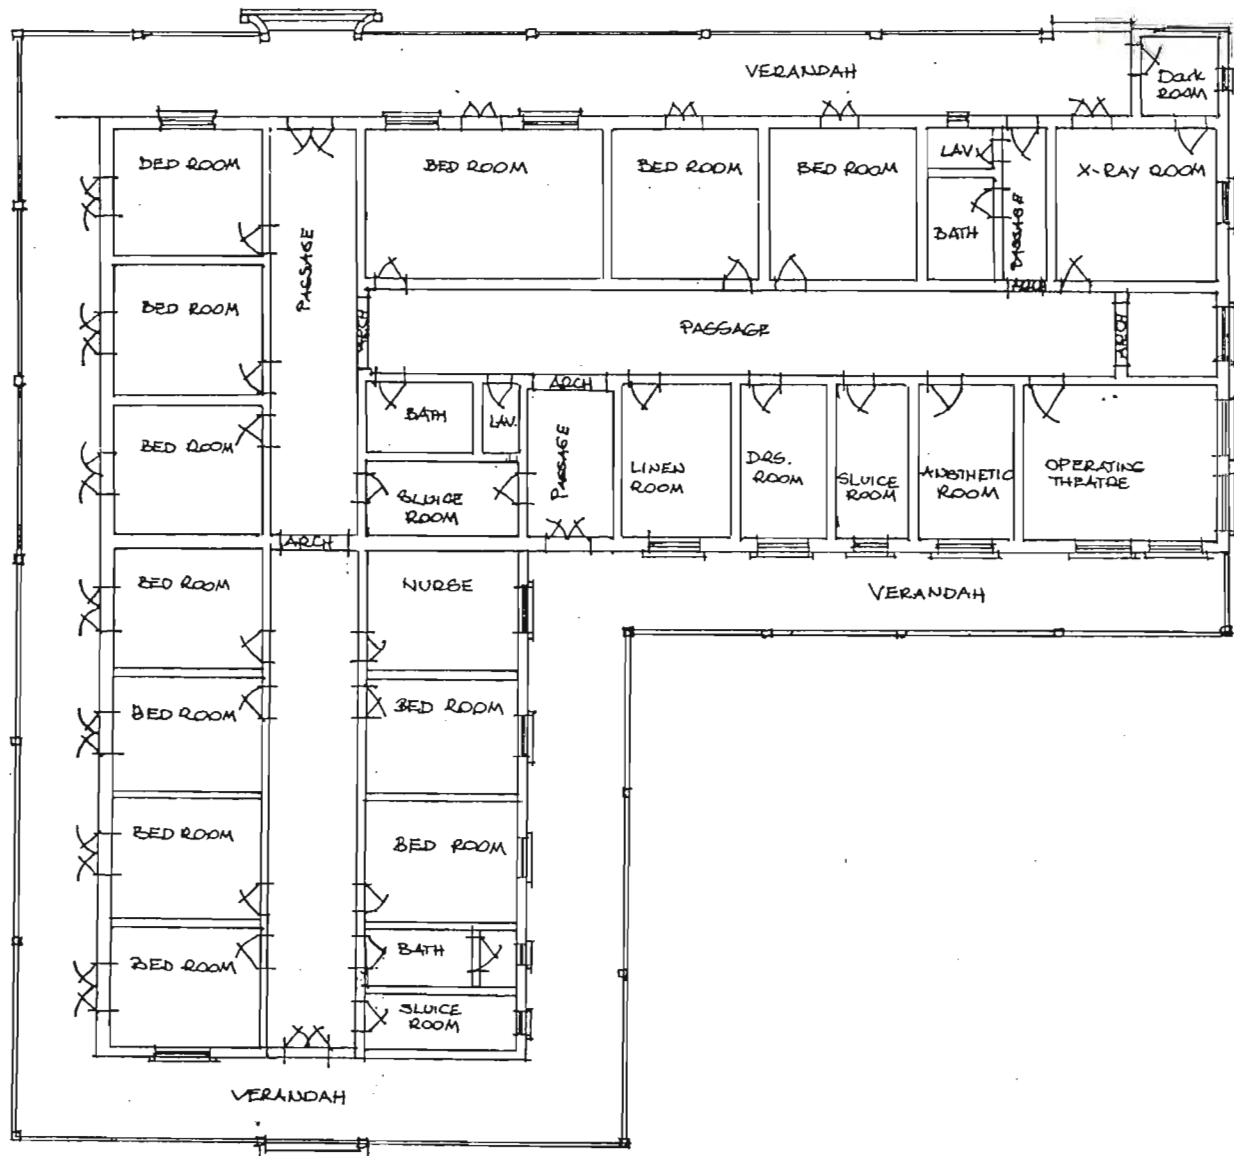 VERANDAH
Dark
ROOM
BED ROOM
BED ROOM
BED ROOM
BED ROOM
LAV.
X-RAY ROOM
PASSAGE
PASSAGE
BATH
ARCH
BED ROOM
ARCH
PASSAGE
ARCH
ARCH
BATH
LAV.
PASSAGE
BED ROOM
LINEN
ROOM
DRS.
ROOM
SLUICE
ROOM
ANSTHETIC
ROOM
OPERATING
THEATRE
SLUICE
ROOM
ARCH
BED ROOM
NURSE
VERANDAH
BED ROOM
BED ROOM
BED ROOM
BED ROOM
BED ROOM
BATH
SLUICE
ROOM
VERANDAH